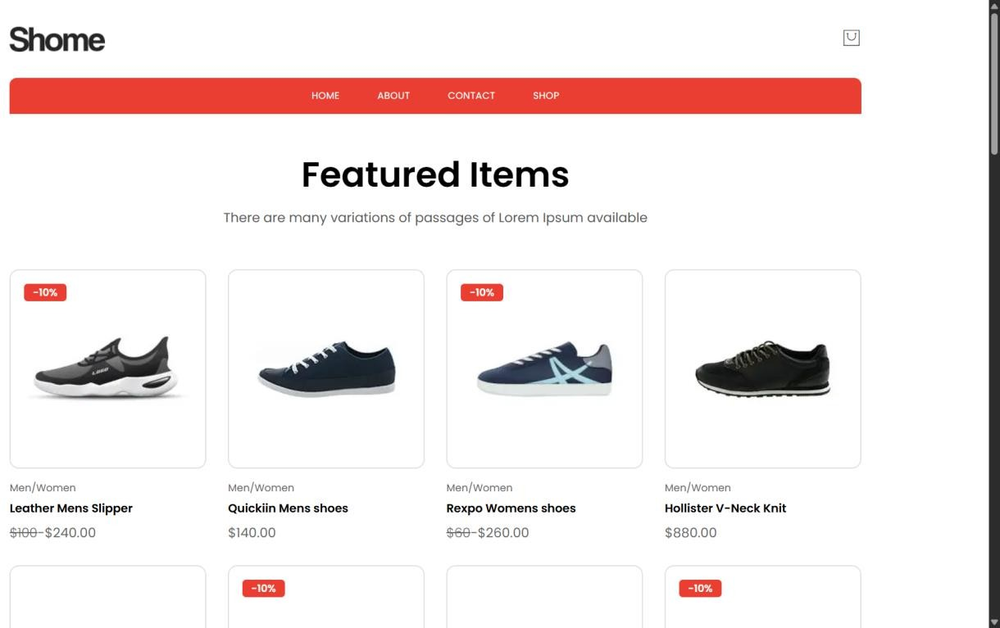 Shome
HOME ABOUT CONTACT SHOP
Featured Items
There are many variations of passages of Lorem Ipsum available
-10%
LOGO
-10%
Men/Women
Leather Mens Slipper
$100-$240.00
Men/Women
Quickiin Mens shoes
$140.00
Men/Women
Rexpo Womens shoes
$60-$260.00
Men/Women
Hollister V-Neck Knit
$880.00
-10%
-10%